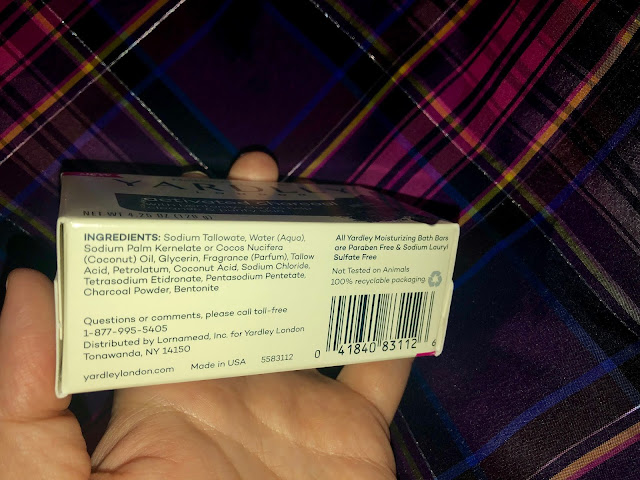 YARDLEY
activated charcoal
NET WT 4.25 OZ (120 g)
INGREDIENTS: Sodium Tallowate, Water (Aqua),
Sodium Palm Kernelate or Cocos Nucifera
(Coconut) Oil, Glycerin, Fragrance (Parfum), Tallow
Acid, Petrolatum, Coconut Acid, Sodium Chloride,
Tetrasodium Etidronate, Pentasodium Pentetate,
Charcoal Powder, Bentonite
Questions or comments, please call toll-free
1-877-995-5405
Distributed by Lornamead, Inc. for Yardley London
Tonawanda, NY 14150
yardleylondon.com Made in USA 5583112
All Yardley Moisturizing Bath Bars
are Paraben Free & Sodium Lauryl
Sulfate Free
Not Tested on Animals
100% recyclable packaging
0 41840 83112 6